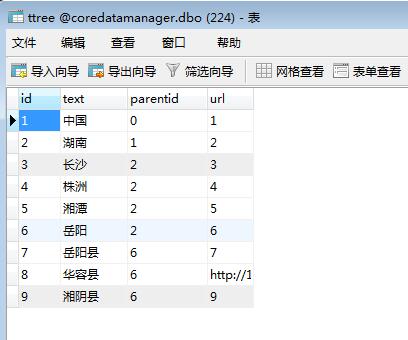 ttree @coredatamanager.dbo (224) - 表
文件 编辑 查看 窗口 帮助
导入向导 导出向导 筛选向导 网格查看 表单查看
id text parentid url
1 中国 0 1
2 湖南 1 2
3 长沙 2 3
4 株洲 2 4
5 湘潭 2 5
6 岳阳 2 6
7 岳阳县 6 7
8 华容县 6 http://1
9 湘阴县 6 9